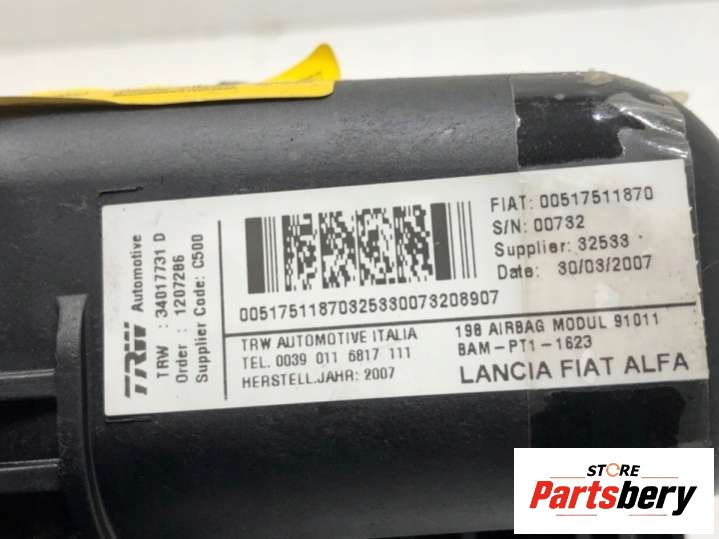 TRW Automotive
TRW : 34017731 D
Order : 1207286
Supplier Code: C500
FIAT: 00517511870
S/N: 00732
Supplier: 32533
Date: 30/03/2007
00517511870325330073208907
TRW AUTOMOTIVE ITALIA
TEL. 0039 011 6817 111
HERSTELL.JAHR: 2007
198 AIRBAG MODUL 91011
BAM-PT1-1623
LANCIA FIAT ALFA
STORE
Partsbery